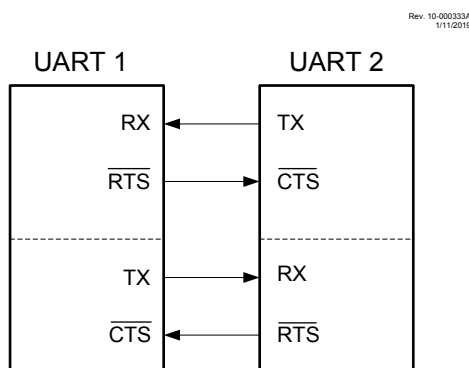 Rev. 10-000333A
1/11/2019
UART 1 UART 2
RX TX
RTS CTS
TX RX
CTS RTS